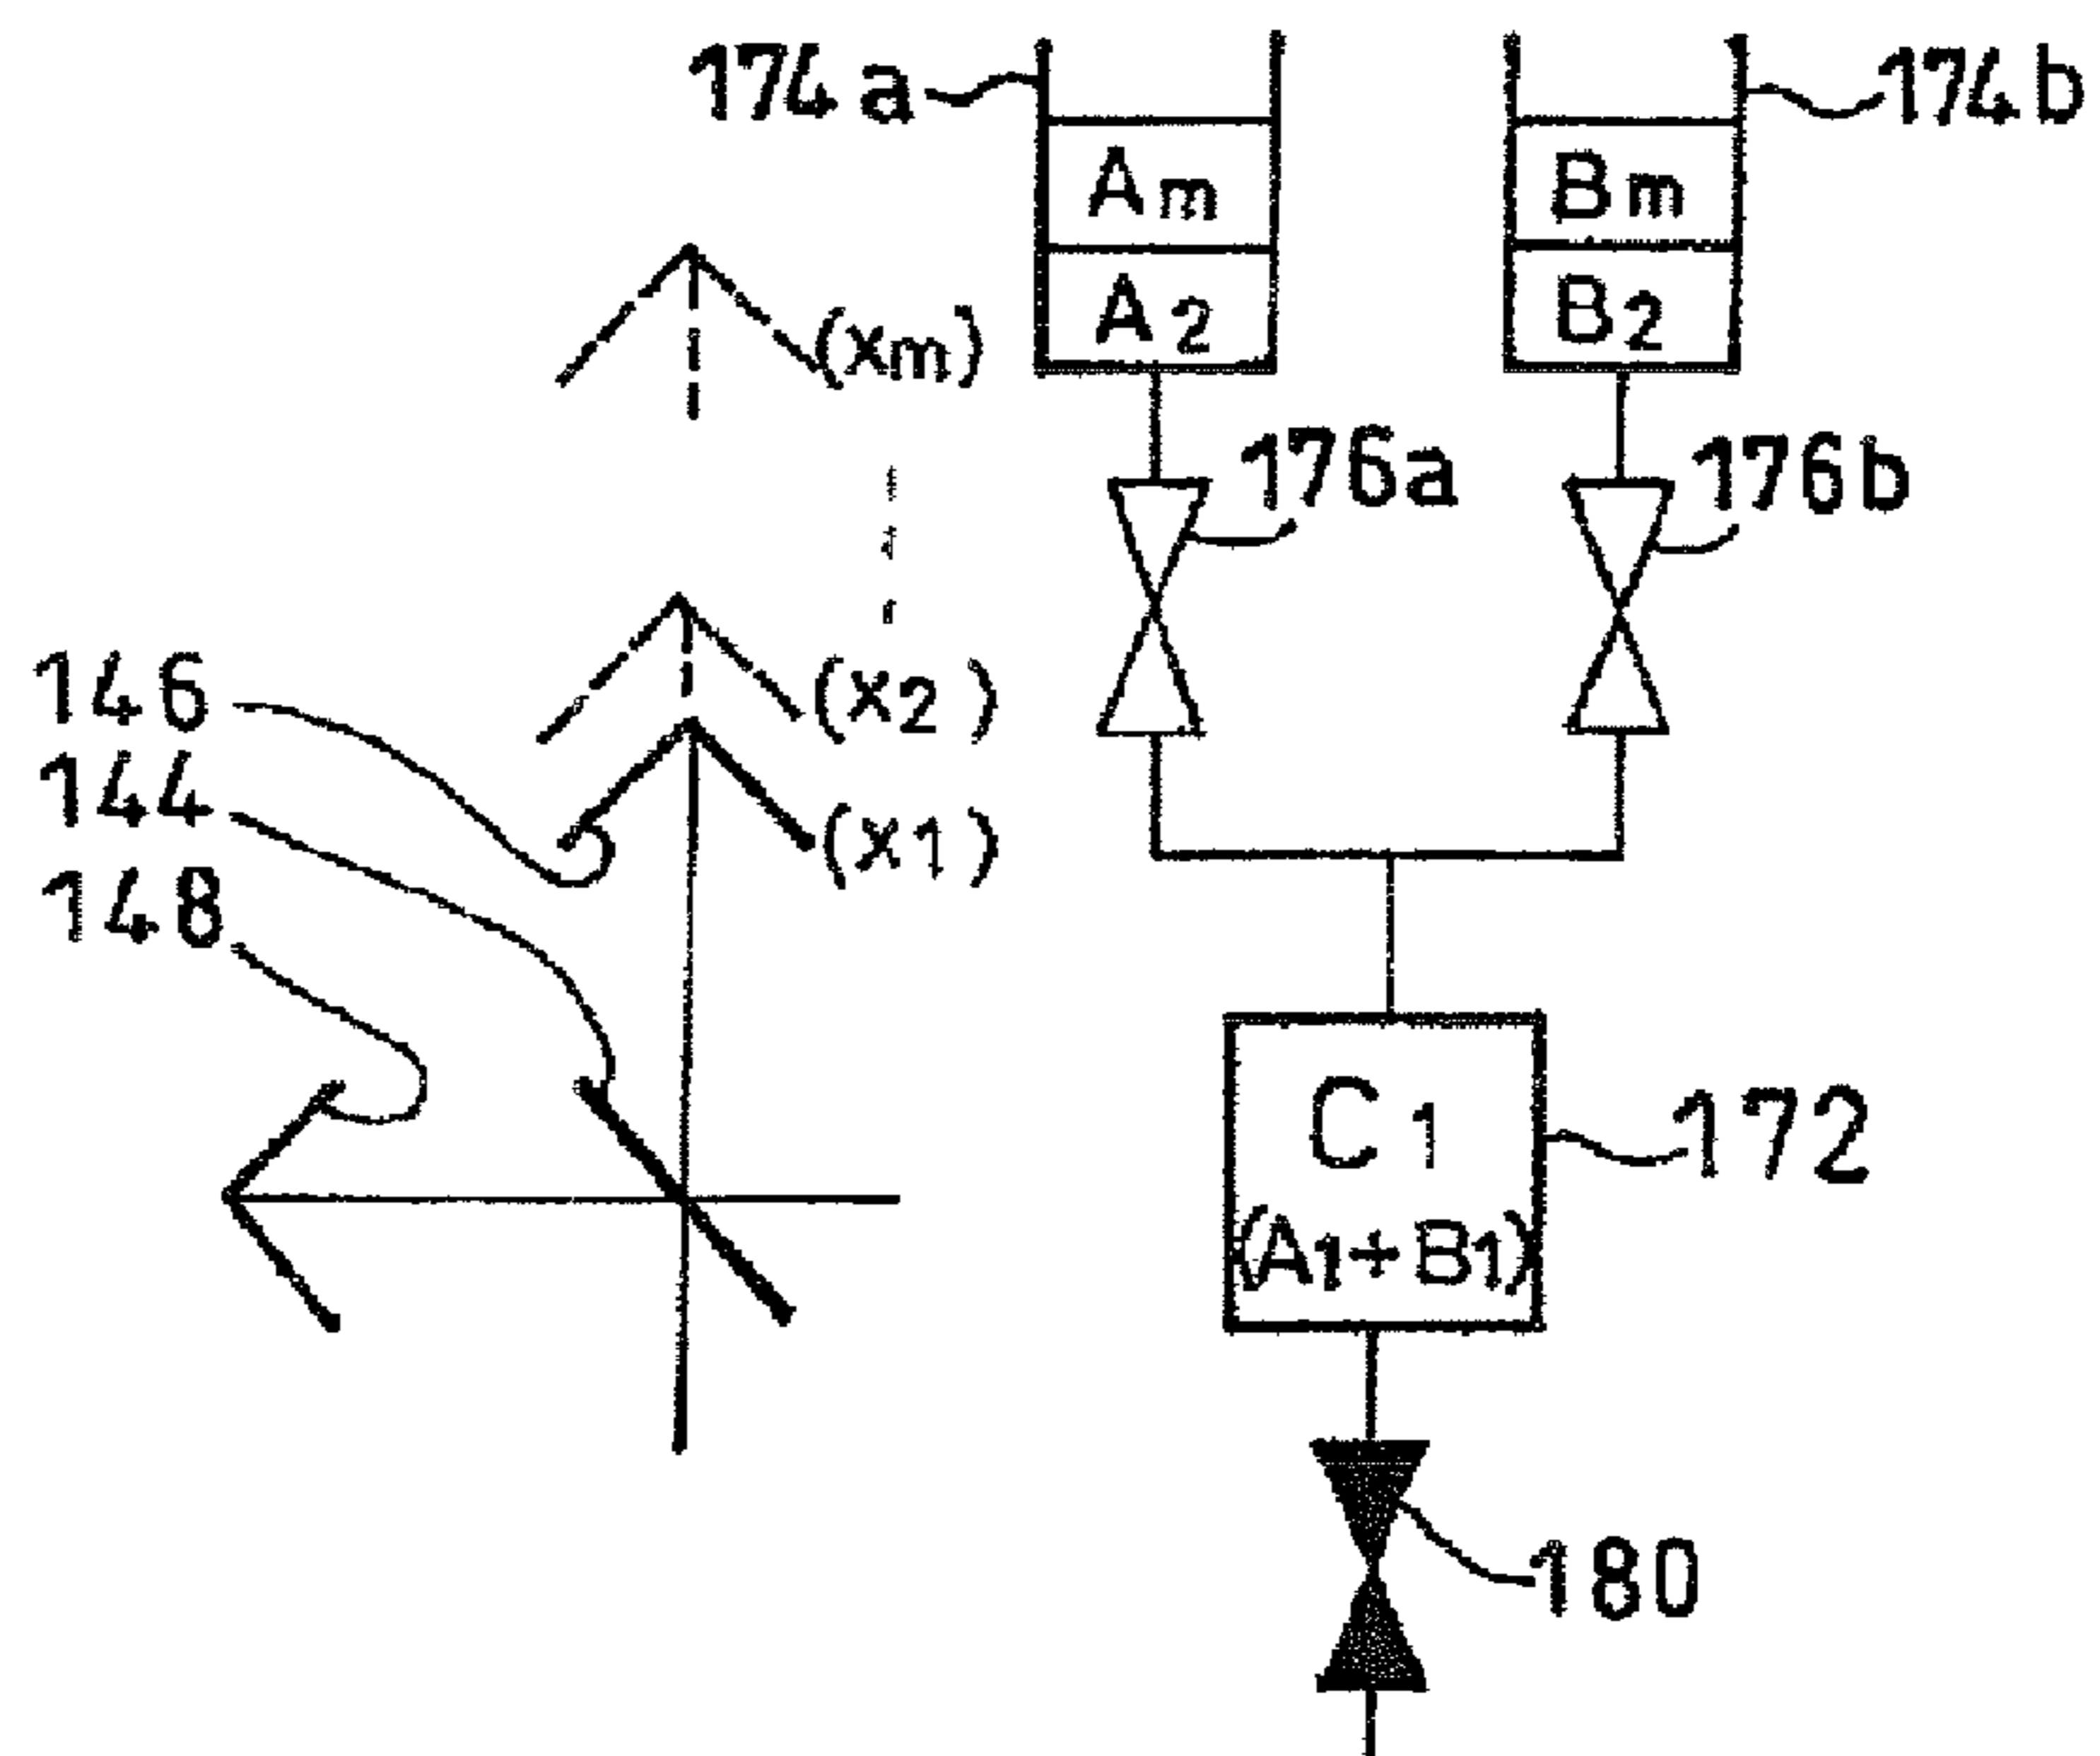 174a
174b
Am
Bm
A2
B2
(xm)
176a
176b
146
(x2)
144
(x1)
148
C1
172
(A1+B1)
180